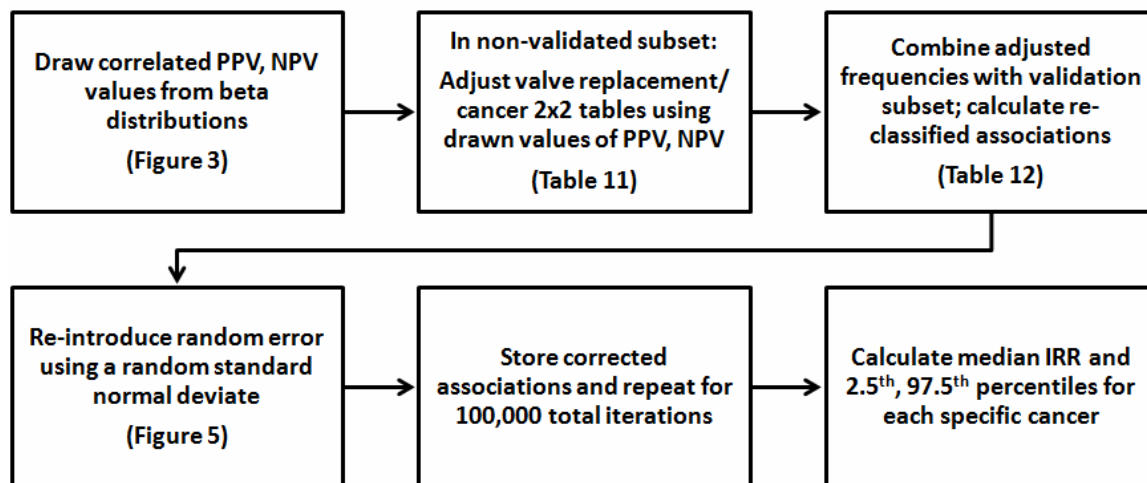 Draw correlated PPV, NPV
values from beta
distributions
(Figure 3)
In non-validated subset:
Adjust valve replacement/
cancer 2x2 tables using
drawn values of PPV, NPV
(Table 11)
Combine adjusted
frequencies with validation
subset; calculate re-
classified associations
(Table 12)
Re-introduce random error
using a random standard
normal deviate
(Figure 5)
Store corrected
associations and repeat for
100,000 total iterations
Calculate median IRR and
2.5th, 97.5th percentiles for
each specific cancer